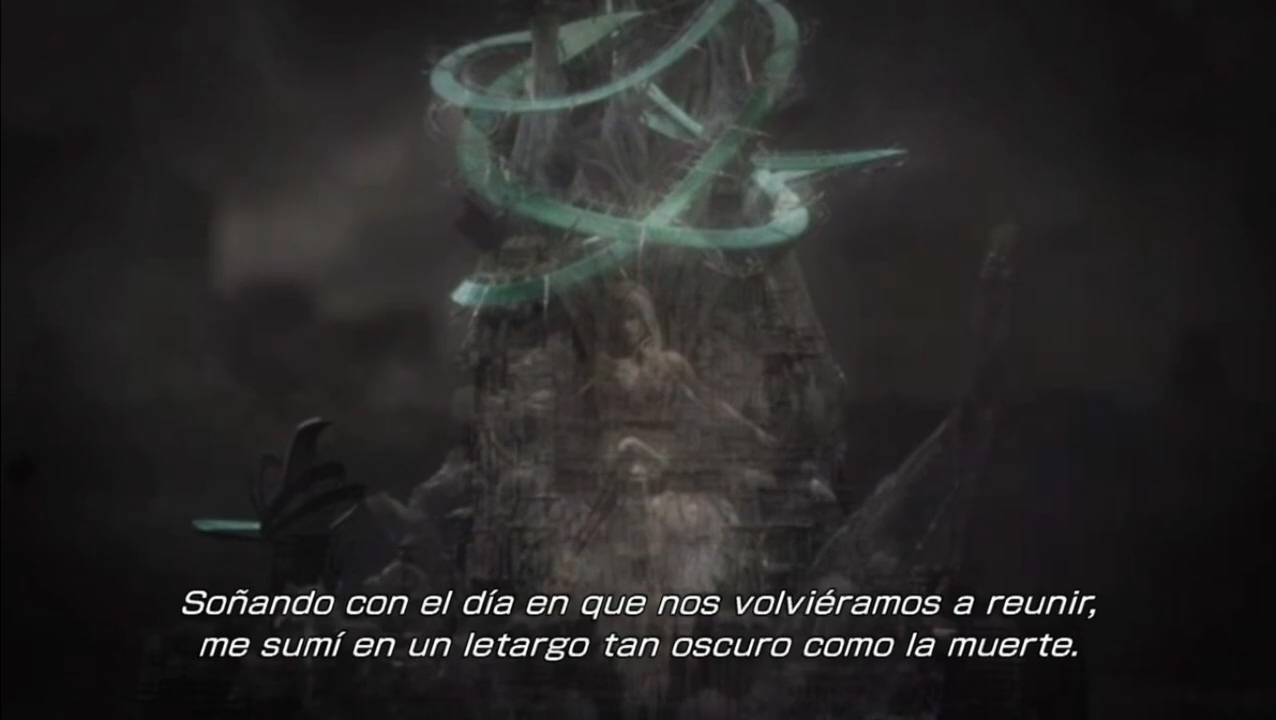 Soñando con el día en que nos volviéramos a reunir,
me sumí en un letargo tan oscuro como la muerte.